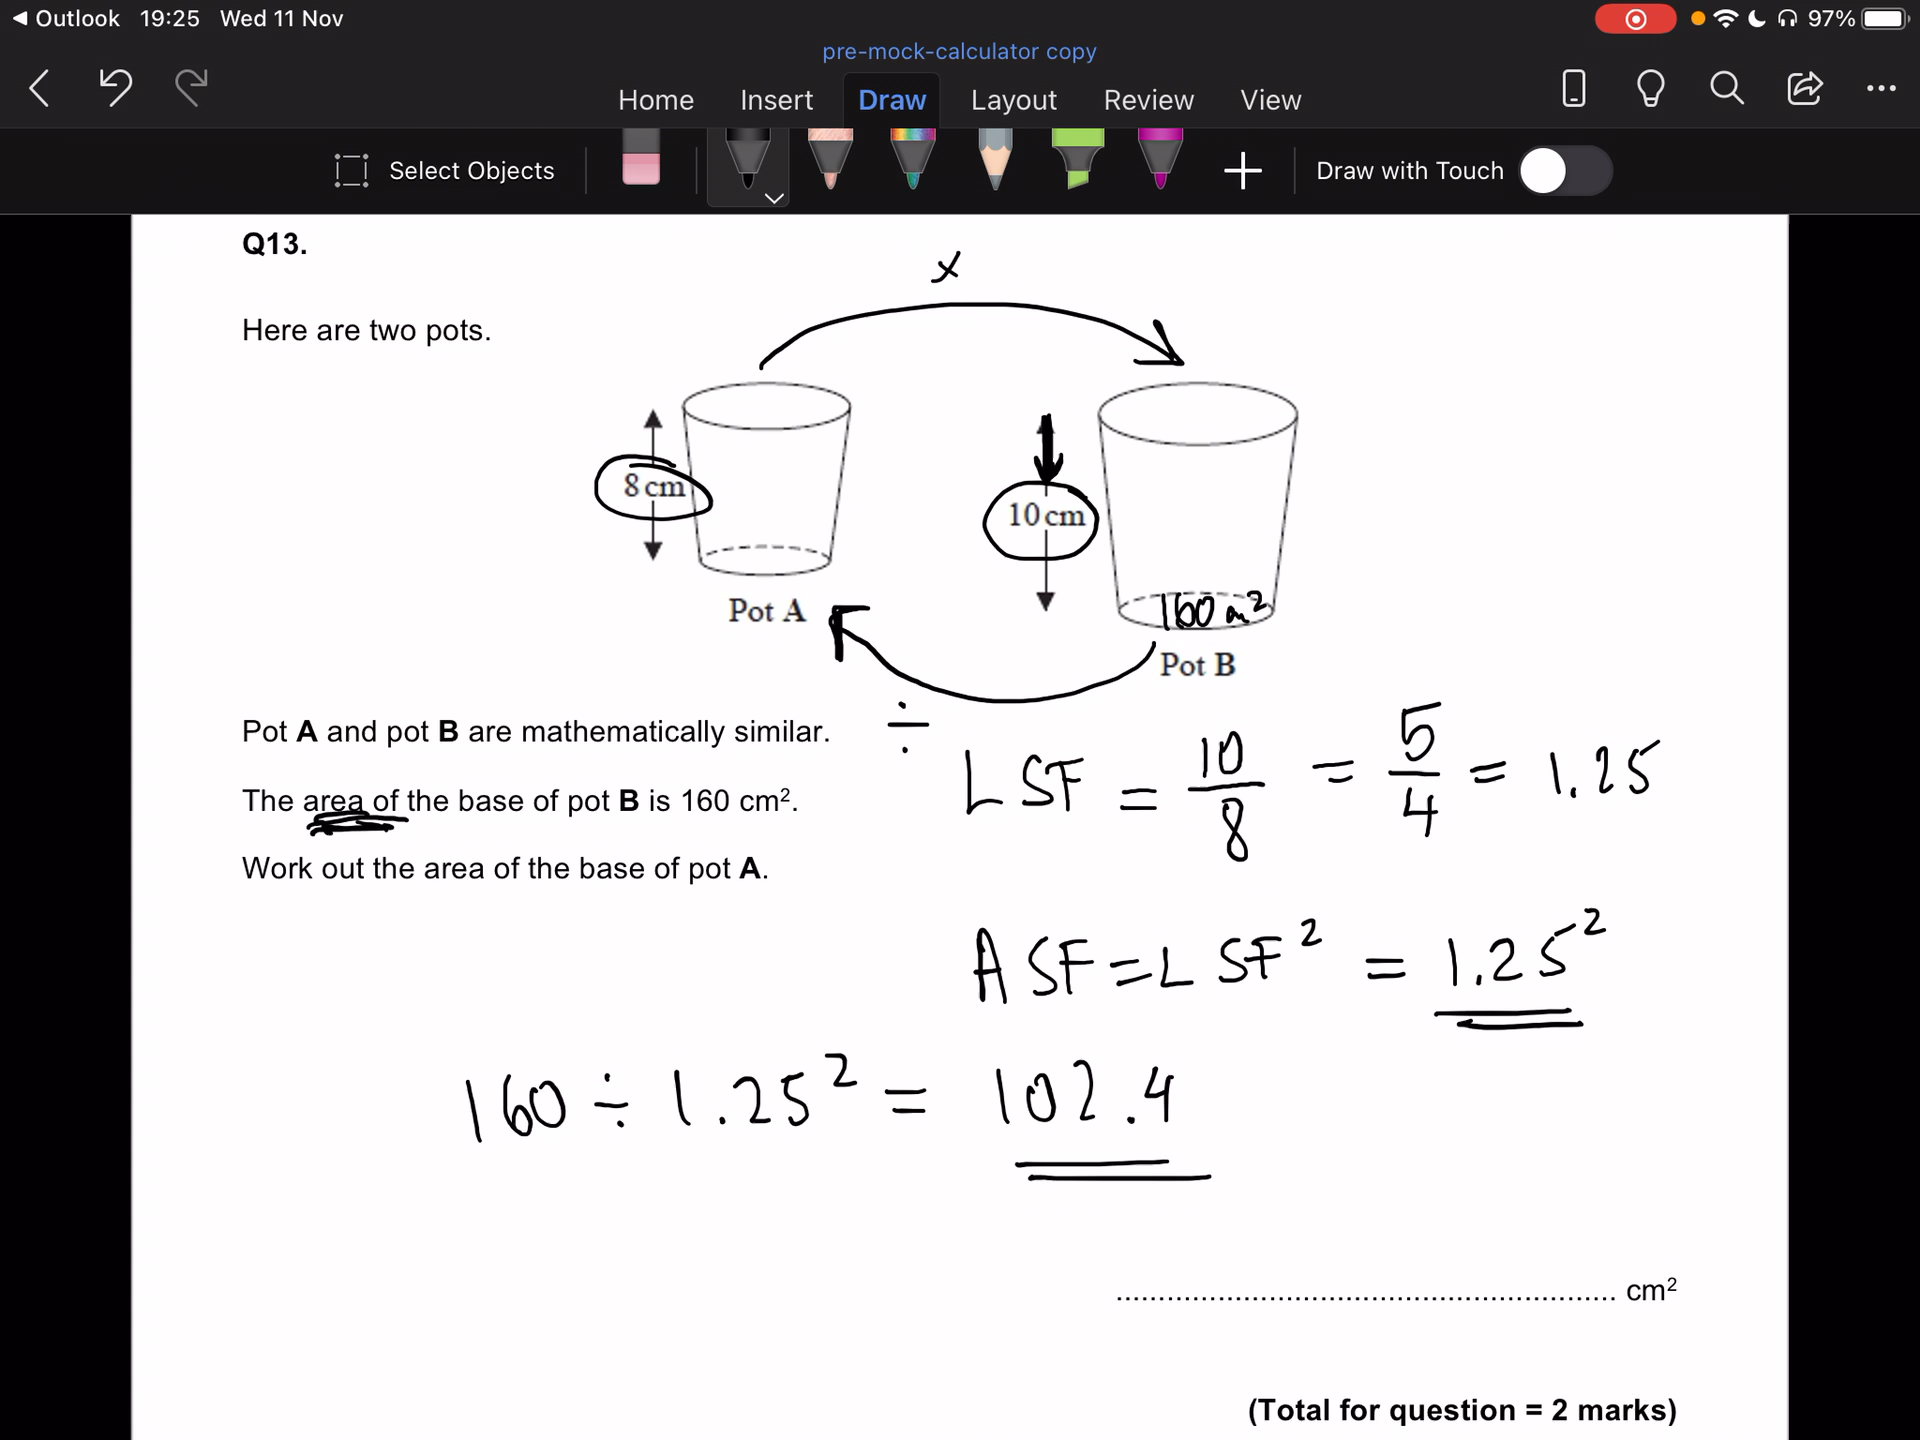 Outlook 19:25 Wed 11 Nov 97%
pre-mock-calculator copy
Home Insert Draw Layout Review View
Select Objects Draw with Touch
Q13.
×
Here are two pots.
8 cm
10 cm
160 cm²
Pot A
Pot B
Pot A and pot B are mathematically similar.
÷
LSF = 10/8 = 5/4 = 1.25
The area of the base of pot B is 160 cm².
Work out the area of the base of pot A.
ASF = LSF² = 1.25²
160 ÷ 1.25² = 102.4
............................................................ cm²
(Total for question = 2 marks)